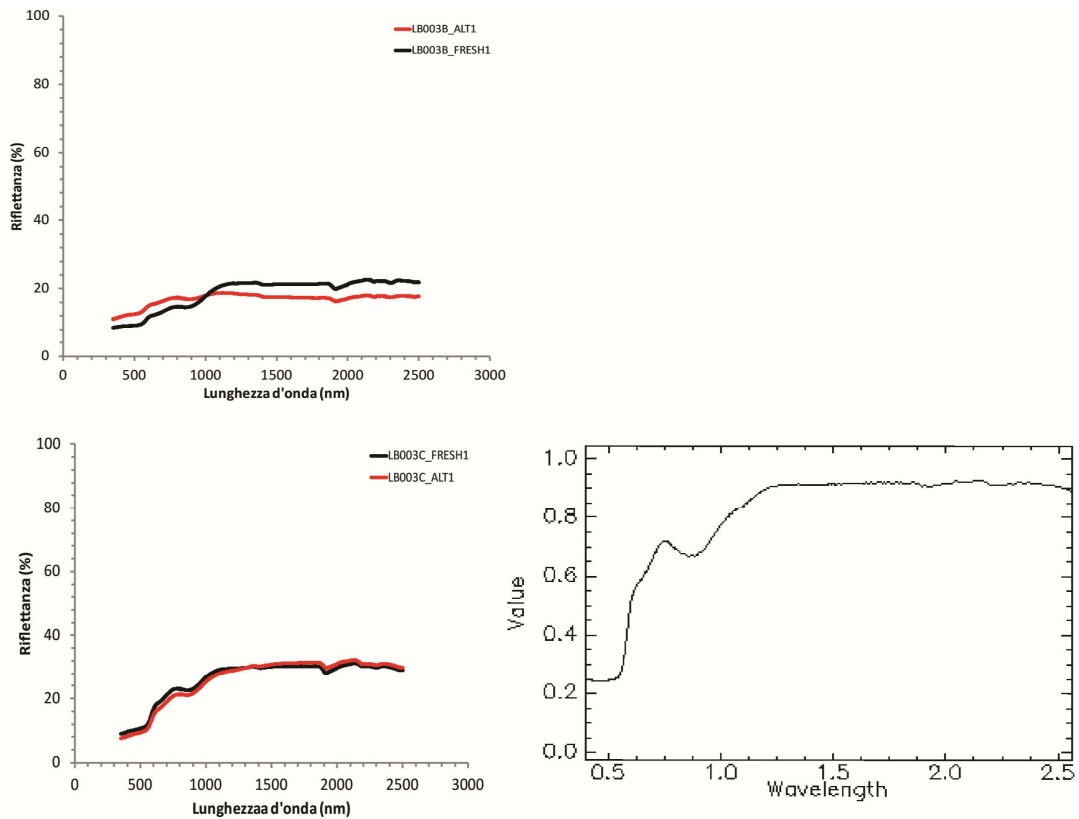 100
80
60
40
20
0
Riflettanza (%)
LB003B_ALT1
LB003B_FRESH1
0 500 1000 1500 2000 2500 3000
Lunghezza d'onda (nm)
100
80
60
40
20
0
Riflettanza (%)
LB003C_FRESH1
LB003C_ALT1
0 500 1000 1500 2000 2500 3000
Lunghezzaa d'onda (nm)
1.0
0.8
0.6
0.4
0.2
0.0
Value
0.5 1.0 1.5 2.0 2.5
Wavelength